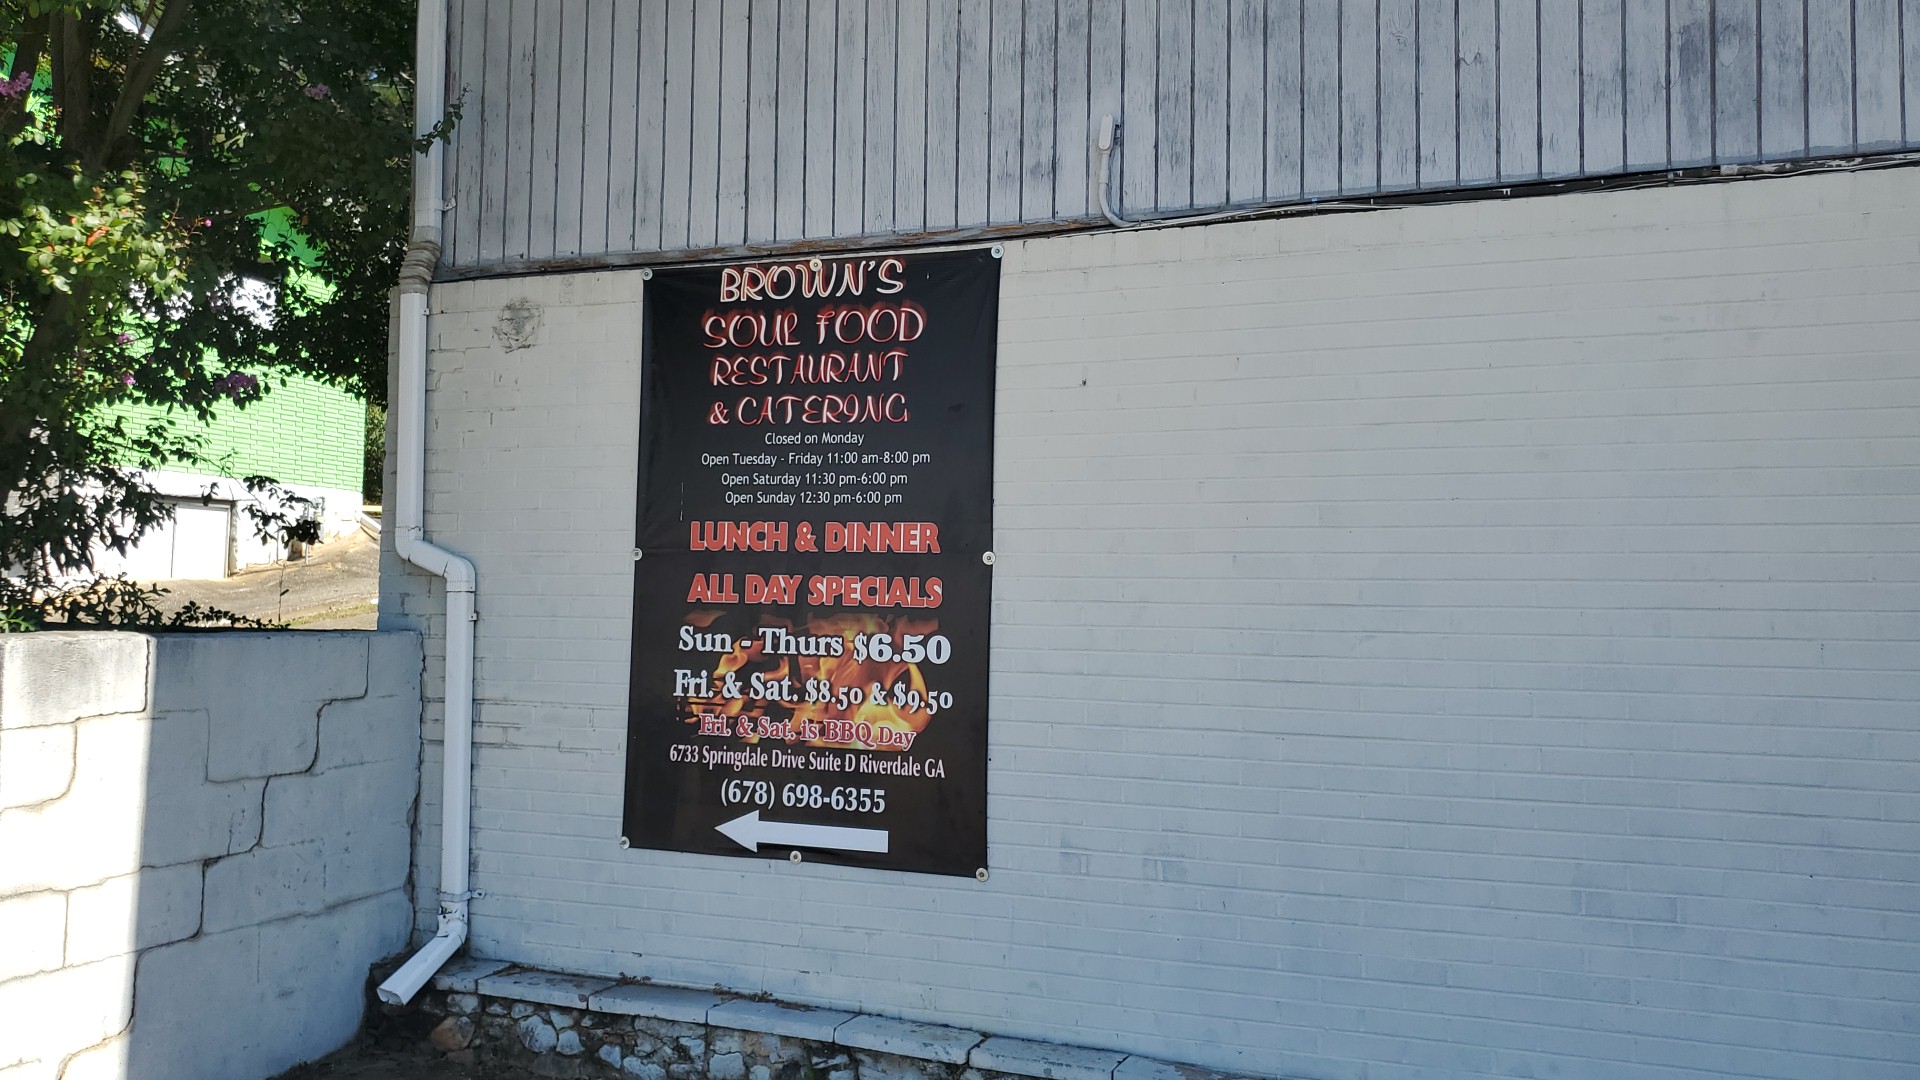 BROWN'S
SOUL FOOD
RESTAURANT
& CATERING
Closed on Monday
Open Tuesday - Friday 11:00 am-8:00 pm
Open Saturday 11:30 pm-6:00 pm
Open Sunday 12:30 pm-6:00 pm
LUNCH & DINNER
ALL DAY SPECIALS
Sun - Thurs $6.50
Fri. & Sat. $8.50 & $9.50
Fri. & Sat. is BBQ Day
6733 Springdale Drive Suite D Riverdale GA
(678) 698-6355